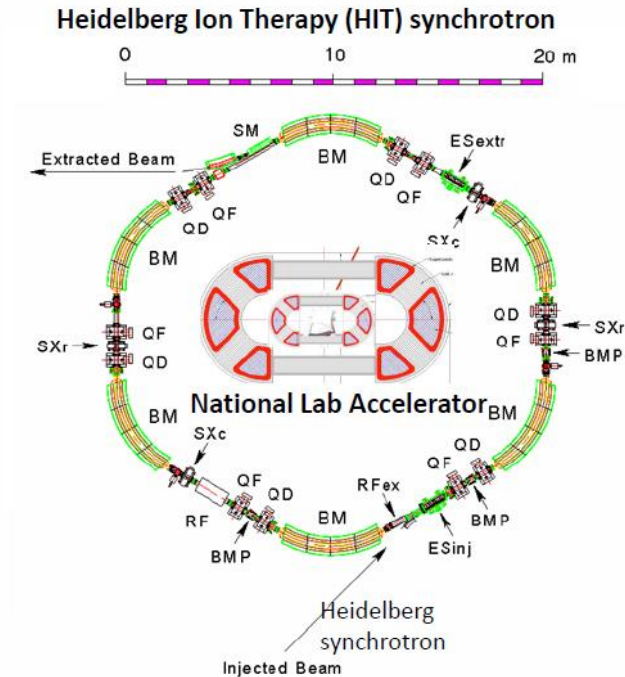 Heidelberg Ion Therapy (HIT) synchrotron
0 10 20 m
SM
BM
ESextr
Extracted Beam
QD
QF
QF
QD
SXc
BM
BM
QD
QF
SXr
BMP
QF
QD
SXr
National Lab Accelerator
BM
BM
SXc
QF
QD
RF
BMP
BM
RFex
QF
QD
BMP
ESinj
Heidelberg
synchrotron
Injected Beam